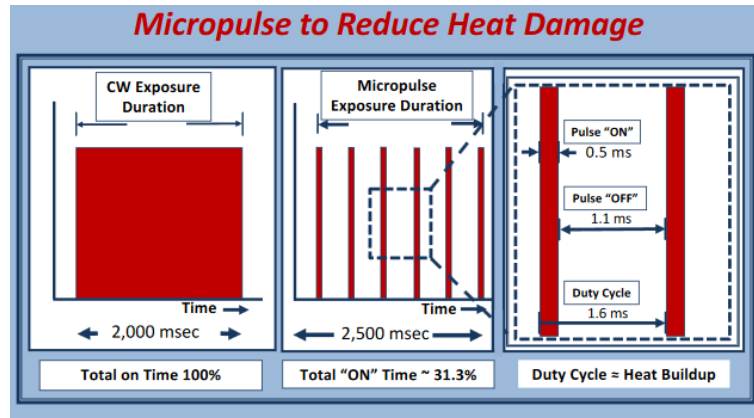 Micropulse to Reduce Heat Damage
CW Exposure
Duration
Time
2,000 msec
Total on Time 100%
Micropulse
Exposure Duration
Time
2,500 msec
Total "ON" Time ~ 31.3%
Pulse "ON"
0.5 ms
Pulse "OFF"
1.1 ms
Duty Cycle
1.6 ms
Duty Cycle ≈ Heat Buildup